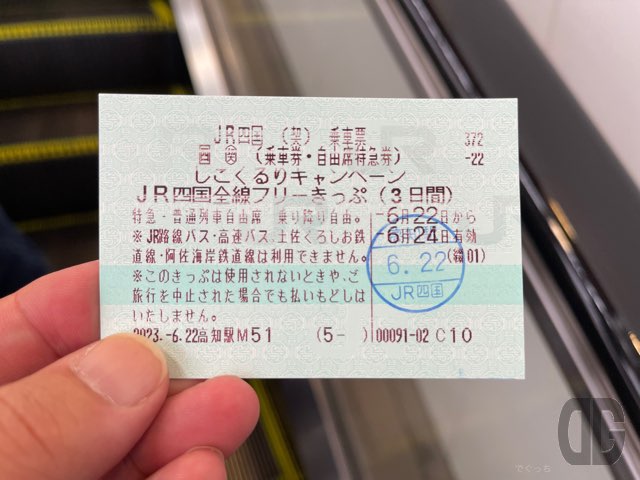 JR四国 (契) 乗車票 372
(乗車券・自由席特急券) -22
しこくるりキャンペーン
JR四国全線フリーきっぷ (3日間)
特急・普通列車自由席 乗り降り自由。 -6月22日から
※JR路線バス・高速バス、土佐くろしお鉄 -6月24日有効
道線・阿佐海岸鉄道線は利用できません。 (繰01)
※このきっぷは使用されないときや、ご
旅行を中止された場合でも払いもどしは
いたしません。
2023.-6.22高知駅M51 (5- ) 00091-02 C10
6.22
JR四国
でぐっち